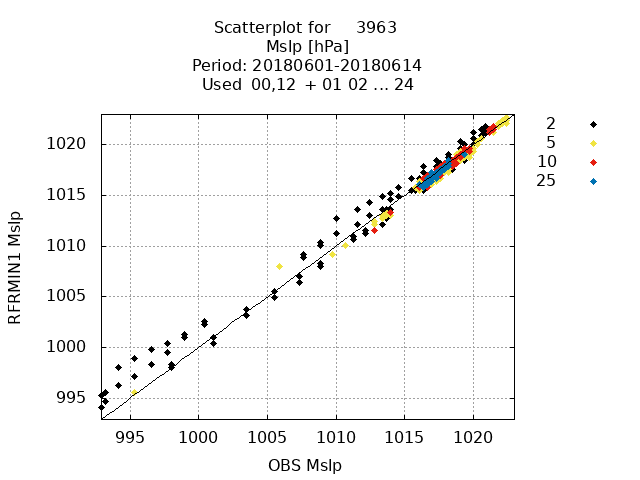 Scatterplot for 3963
Mslp [hPa]
Period: 20180601-20180614
Used 00,12 + 01 02 ... 24
2
5
10
25
RFRMIN1 Mslp
1020
1015
1010
1005
1000
995
995 1000 1005 1010 1015 1020
OBS Mslp